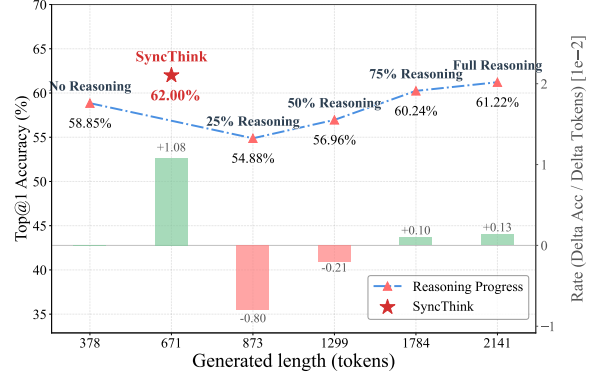 70
65
60
55
50
45
40
35
Top@1 Accuracy (%)
No Reasoning
58.85%
SyncThink
62.00%
25% Reasoning
54.88%
50% Reasoning
56.96%
75% Reasoning
60.24%
Full Reasoning
61.22%
+1.08
-0.80
-0.21
+0.10
+0.13
Reasoning Progress
SyncThink
2
1
0
−1
Rate (Delta Acc / Delta Tokens) [1e−2]
378
671
873
1299
1784
2141
Generated length (tokens)